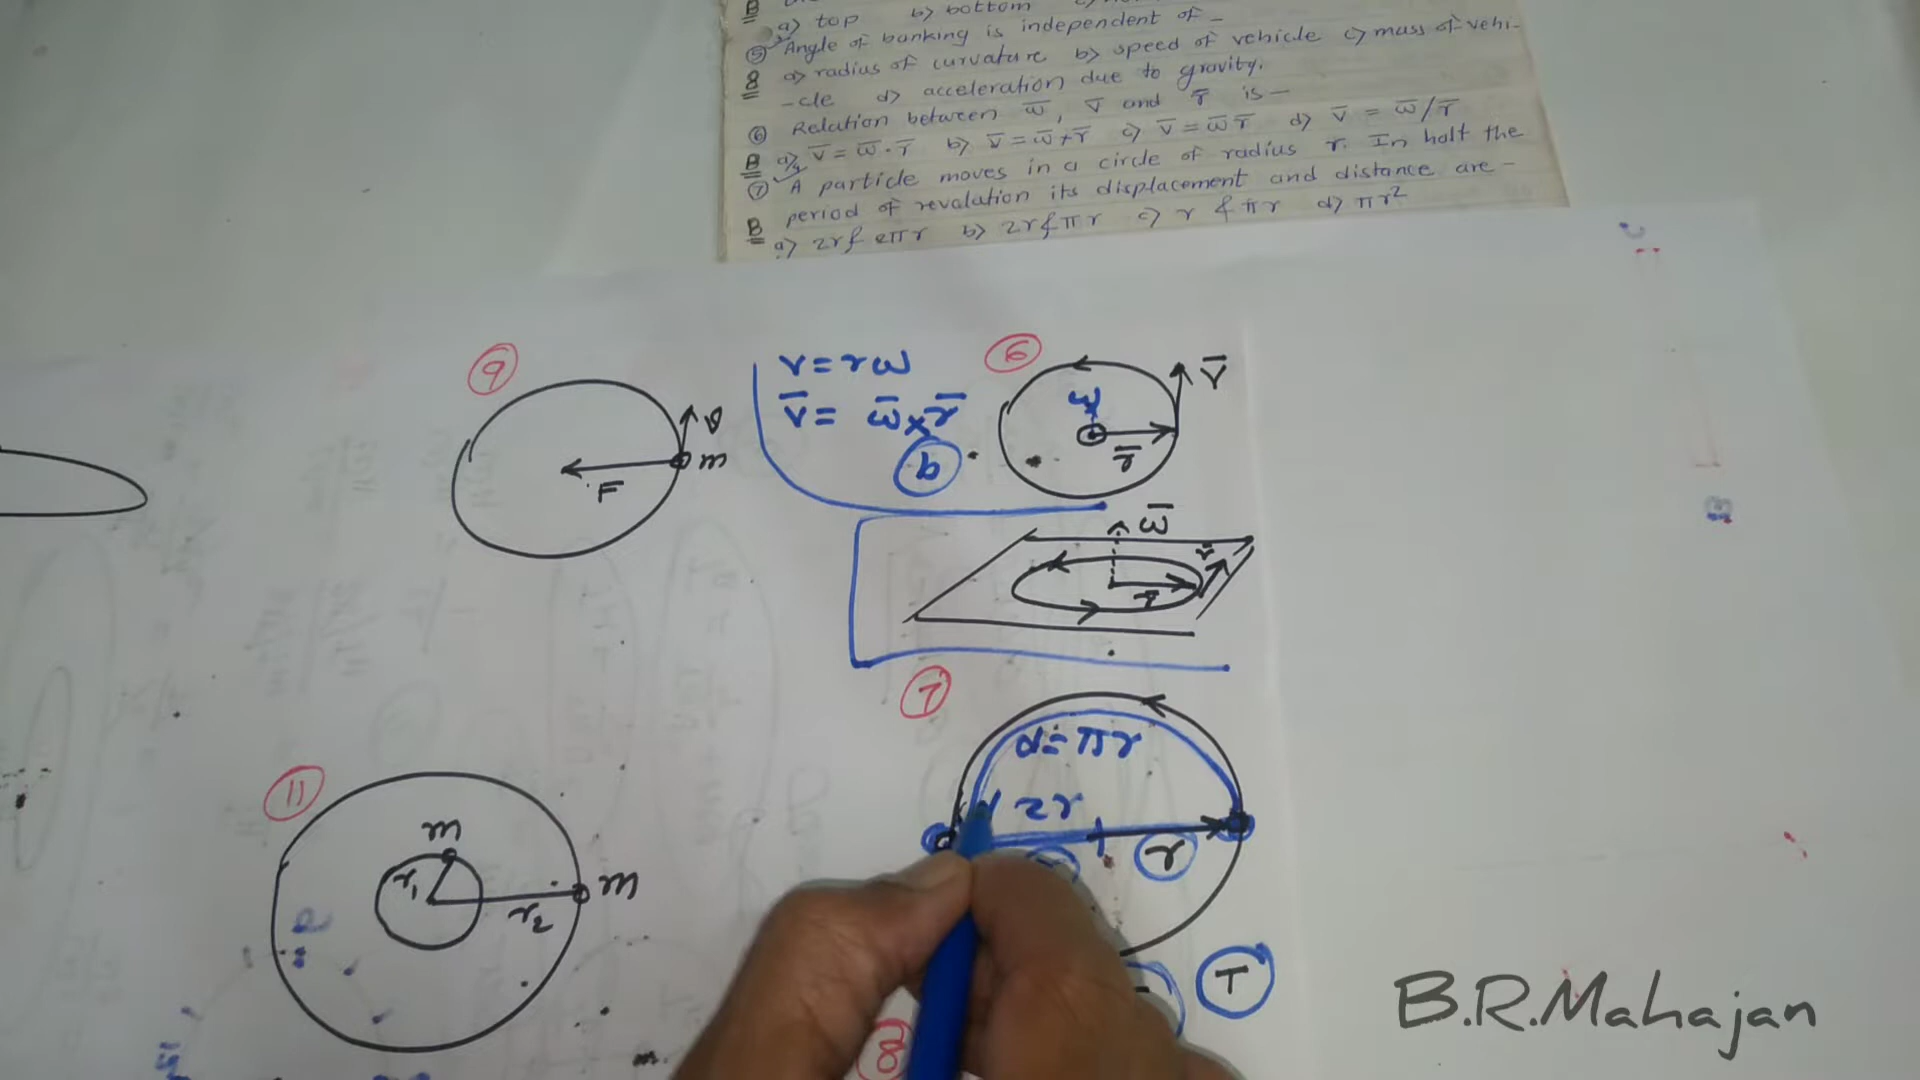 B
a) top b) bottom
⑤ Angle of banking is independent of -
8 a) radius of curvature b) speed of vehicle c) mass of vehi-
-cle d) acceleration due to gravity.
⑥ Relation between ω̅, v̅ and r̅ is -
B a) v̅ = ω̅ · r̅ b) v̅ = ω̅ + r̅ c) v̅ = ω̅ r̅ d) v̅ = ω̅/r̅
⑦ A particle moves in a circle of radius r. In half the
period of revolution its displacement and distance are -
B a) 2r & 2πr b) 2r & πr c) r & πr d) πr²
⑨
m
F
v = rω
v̅ = ω̅ × r̅
⑥
v̅
ω
r̅
ω̅
r̅
⑦
d = πr
2r
r
T
⑧
⑪
m
r₁
r₂
m
B.R.Mahajan